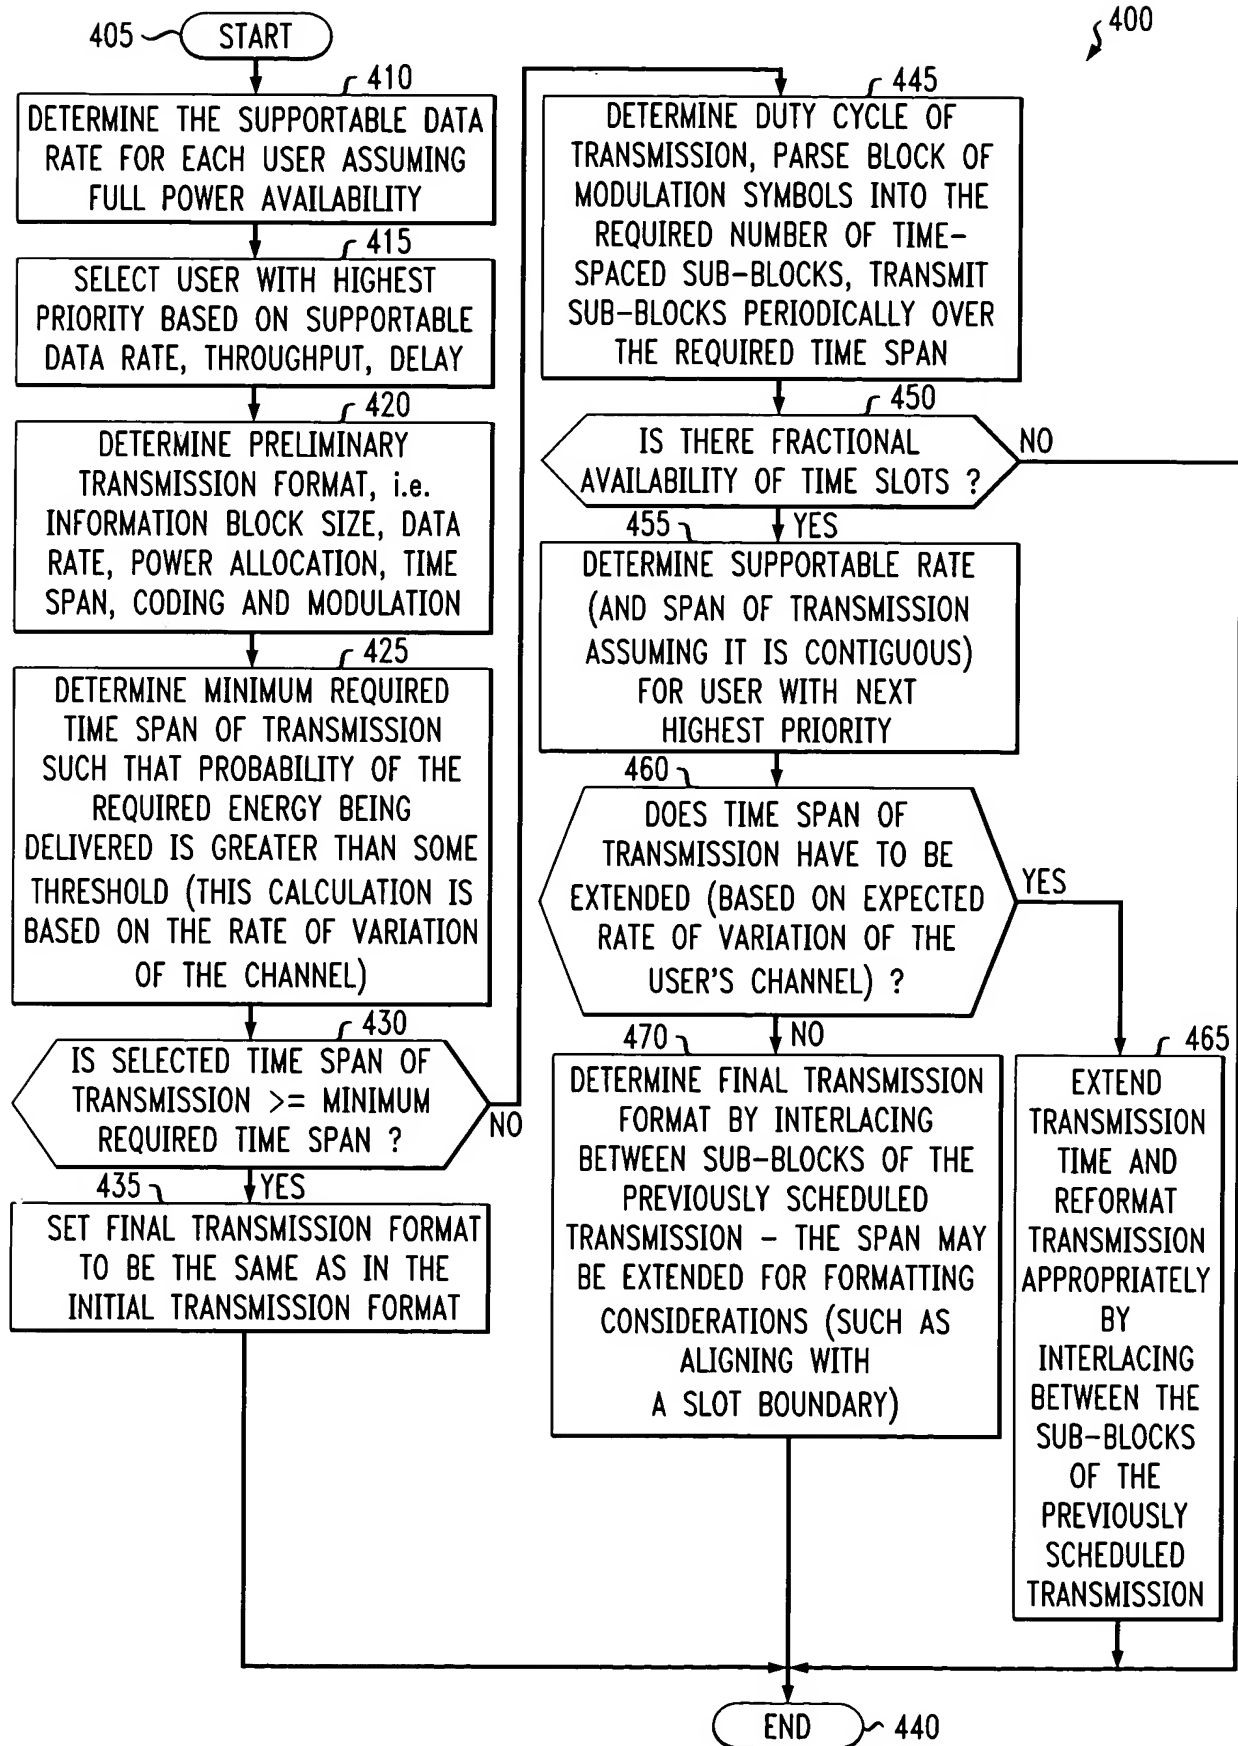 400
405
START
410
DETERMINE THE SUPPORTABLE DATA
RATE FOR EACH USER ASSUMING
FULL POWER AVAILABILITY
415
SELECT USER WITH HIGHEST
PRIORITY BASED ON SUPPORTABLE
DATA RATE, THROUGHPUT, DELAY
420
DETERMINE PRELIMINARY
TRANSMISSION FORMAT, i.e.
INFORMATION BLOCK SIZE, DATA
RATE, POWER ALLOCATION, TIME
SPAN, CODING AND MODULATION
425
DETERMINE MINIMUM REQUIRED
TIME SPAN OF TRANSMISSION
SUCH THAT PROBABILITY OF THE
REQUIRED ENERGY BEING
DELIVERED IS GREATER THAN SOME
THRESHOLD (THIS CALCULATION IS
BASED ON THE RATE OF VARIATION
OF THE CHANNEL)
430
IS SELECTED TIME SPAN OF
TRANSMISSION >= MINIMUM
REQUIRED TIME SPAN ?
NO
435
YES
SET FINAL TRANSMISSION FORMAT
TO BE THE SAME AS IN THE
INITIAL TRANSMISSION FORMAT
445
DETERMINE DUTY CYCLE OF
TRANSMISSION, PARSE BLOCK OF
MODULATION SYMBOLS INTO THE
REQUIRED NUMBER OF TIME-
SPACED SUB-BLOCKS, TRANSMIT
SUB-BLOCKS PERIODICALLY OVER
THE REQUIRED TIME SPAN
450
IS THERE FRACTIONAL
AVAILABILITY OF TIME SLOTS ?
NO
455
YES
DETERMINE SUPPORTABLE RATE
(AND SPAN OF TRANSMISSION
ASSUMING IT IS CONTIGUOUS)
FOR USER WITH NEXT
HIGHEST PRIORITY
460
DOES TIME SPAN OF
TRANSMISSION HAVE TO BE
EXTENDED (BASED ON EXPECTED
RATE OF VARIATION OF THE
USER'S CHANNEL) ?
YES
470
NO
DETERMINE FINAL TRANSMISSION
FORMAT BY INTERLACING
BETWEEN SUB-BLOCKS OF THE
PREVIOUSLY SCHEDULED
TRANSMISSION - THE SPAN MAY
BE EXTENDED FOR FORMATTING
CONSIDERATIONS (SUCH AS
ALIGNING WITH
A SLOT BOUNDARY)
465
EXTEND
TRANSMISSION
TIME AND
REFORMAT
TRANSMISSION
APPROPRIATELY
BY
INTERLACING
BETWEEN THE
SUB-BLOCKS
OF THE
PREVIOUSLY
SCHEDULED
TRANSMISSION
END
440